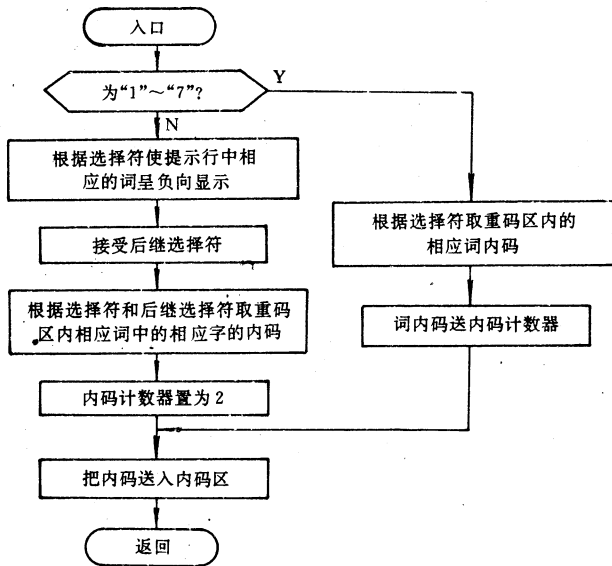 入口
为“1”～“7”?
Y
N
根据选择符使提示行中相
应的词呈负向显示
接受后继选择符
根据选择符和后继选择符取重码
区内相应词中的相应字的内码
内码计数器置为2
根据选择符取重码区内的
相应词内码
词内码送内码计数器
把内码送入内码区
返回